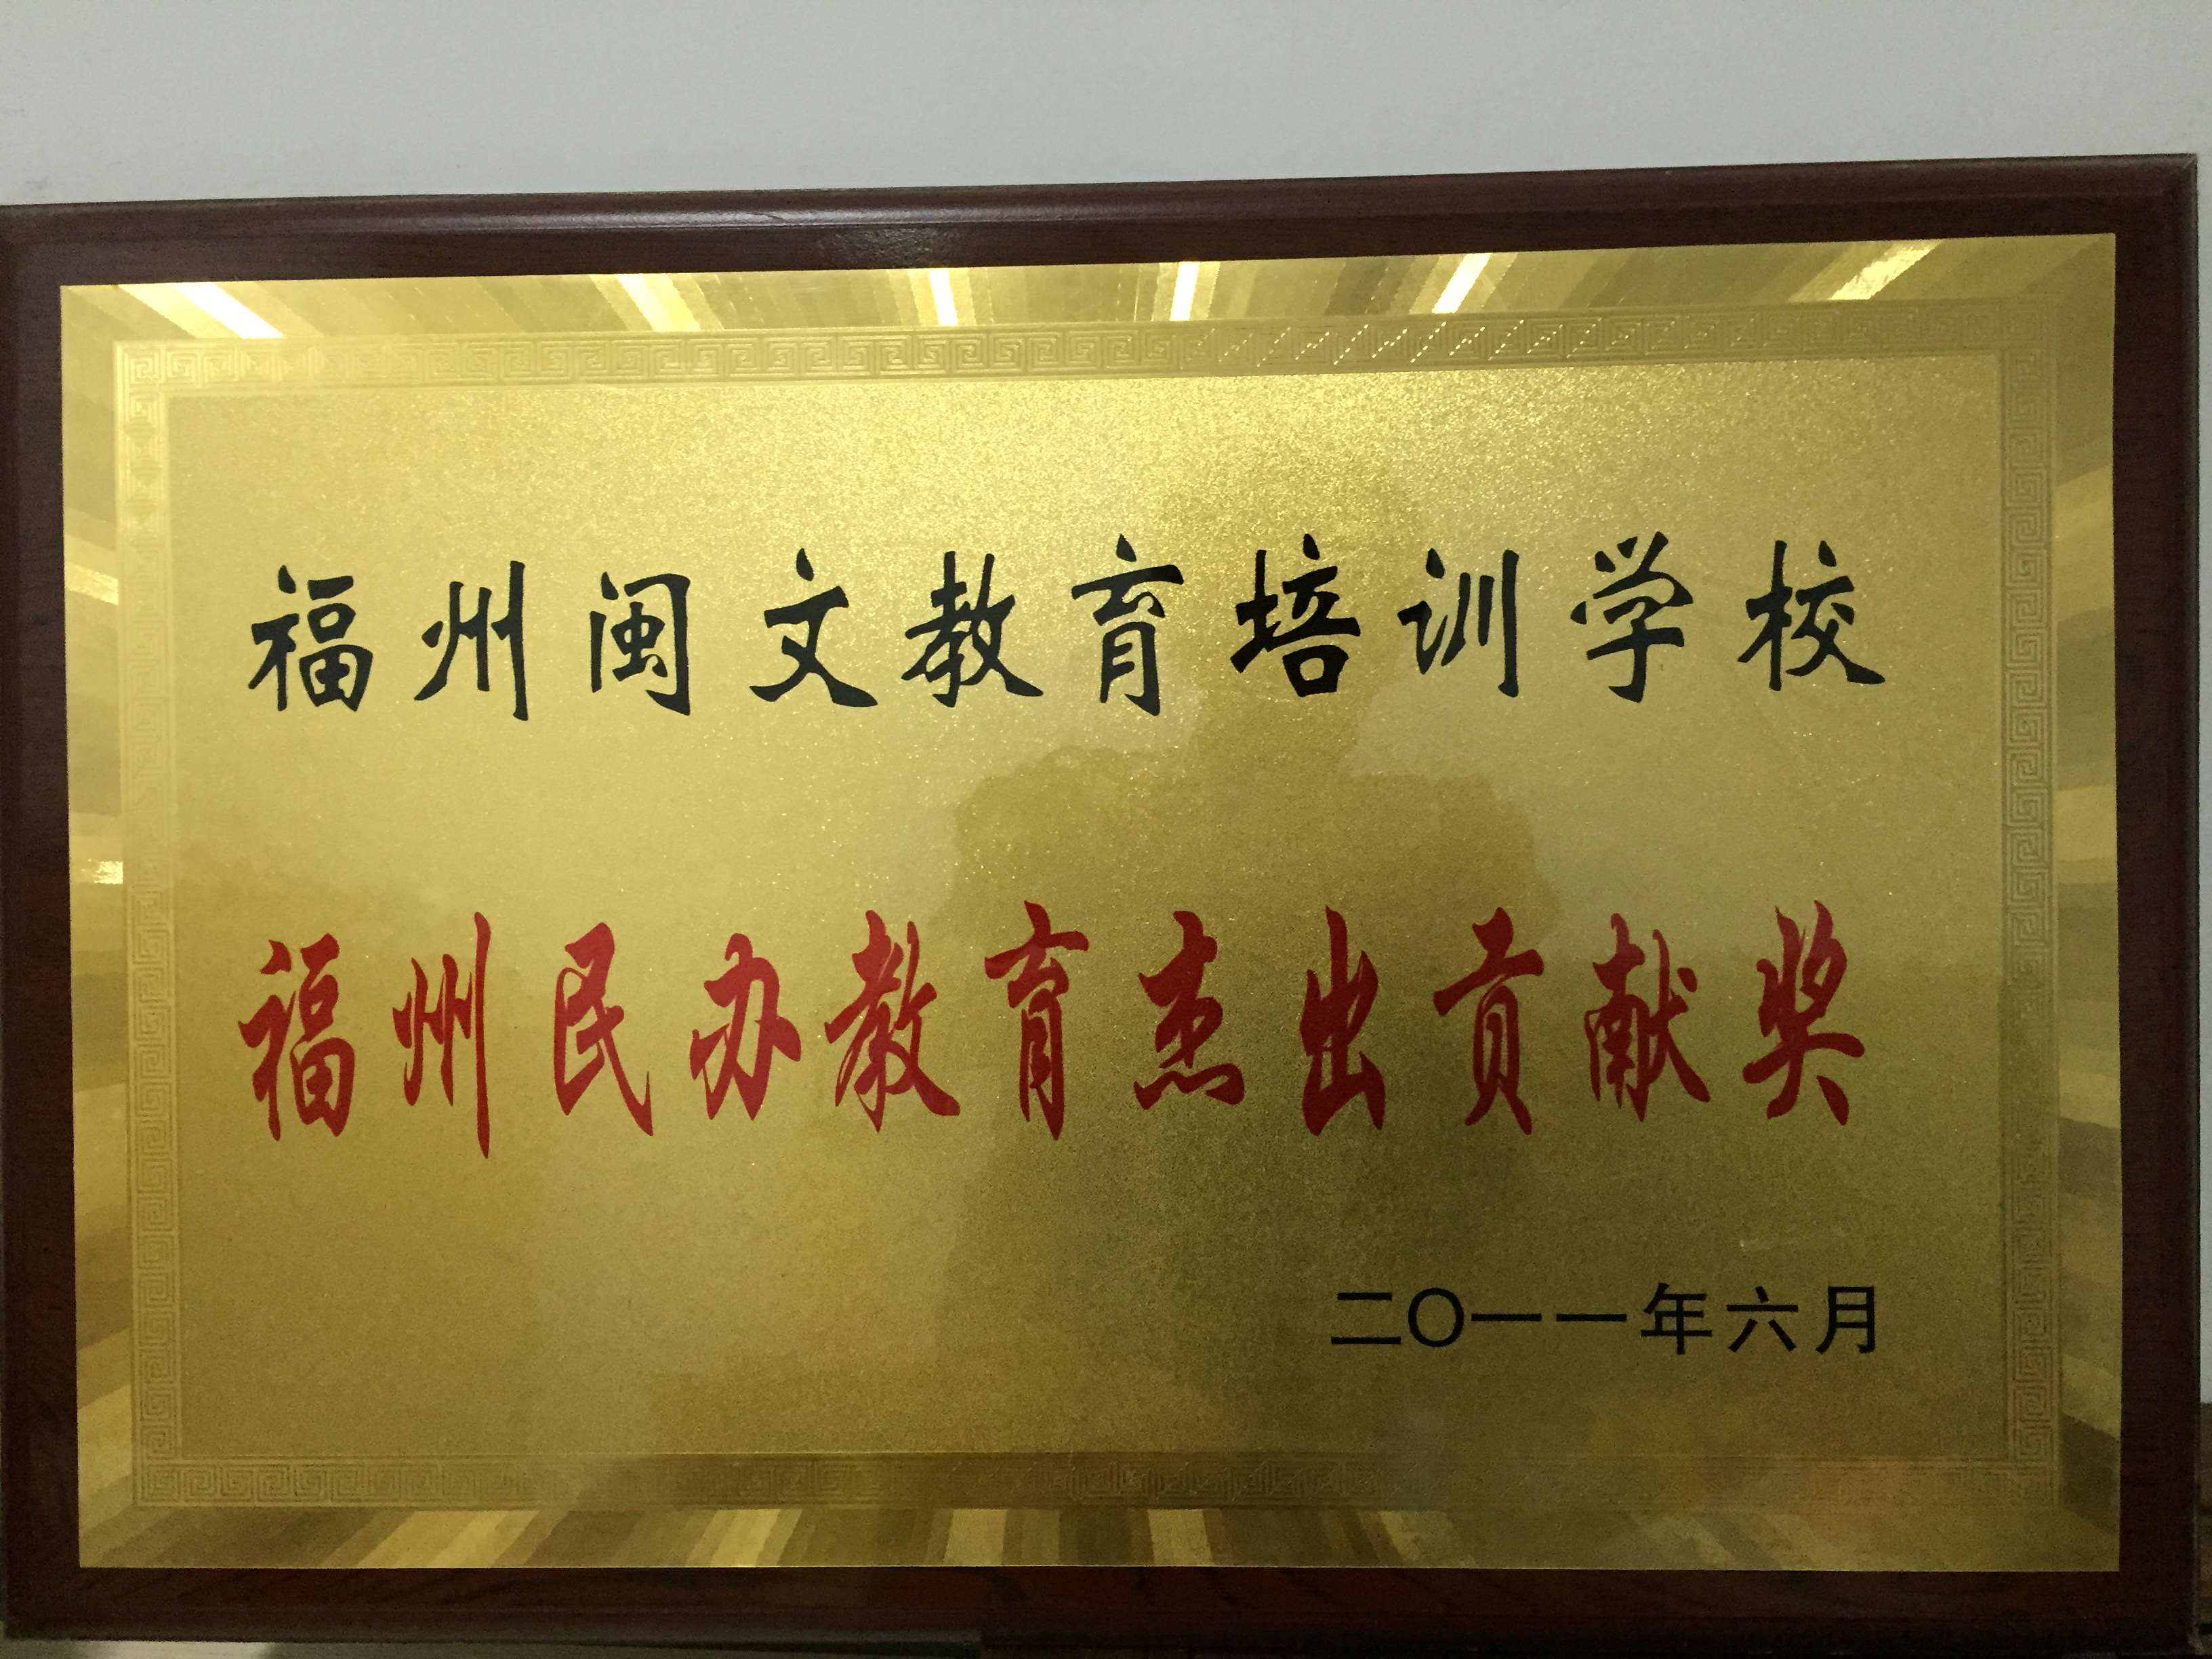 福州闽文教育培训学校
福州民办教育杰出贡献奖
二〇一一年六月